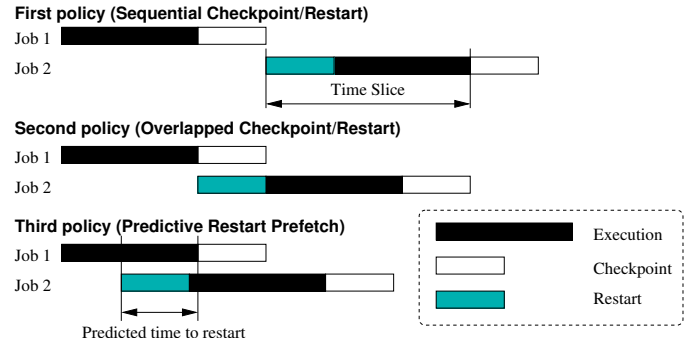 First policy (Sequential Checkpoint/Restart)
Job 1
Job 2
Time Slice
Second policy (Overlapped Checkpoint/Restart)
Job 1
Job 2
Third policy (Predictive Restart Prefetch)
Job 1
Job 2
Predicted time to restart
Execution
Checkpoint
Restart